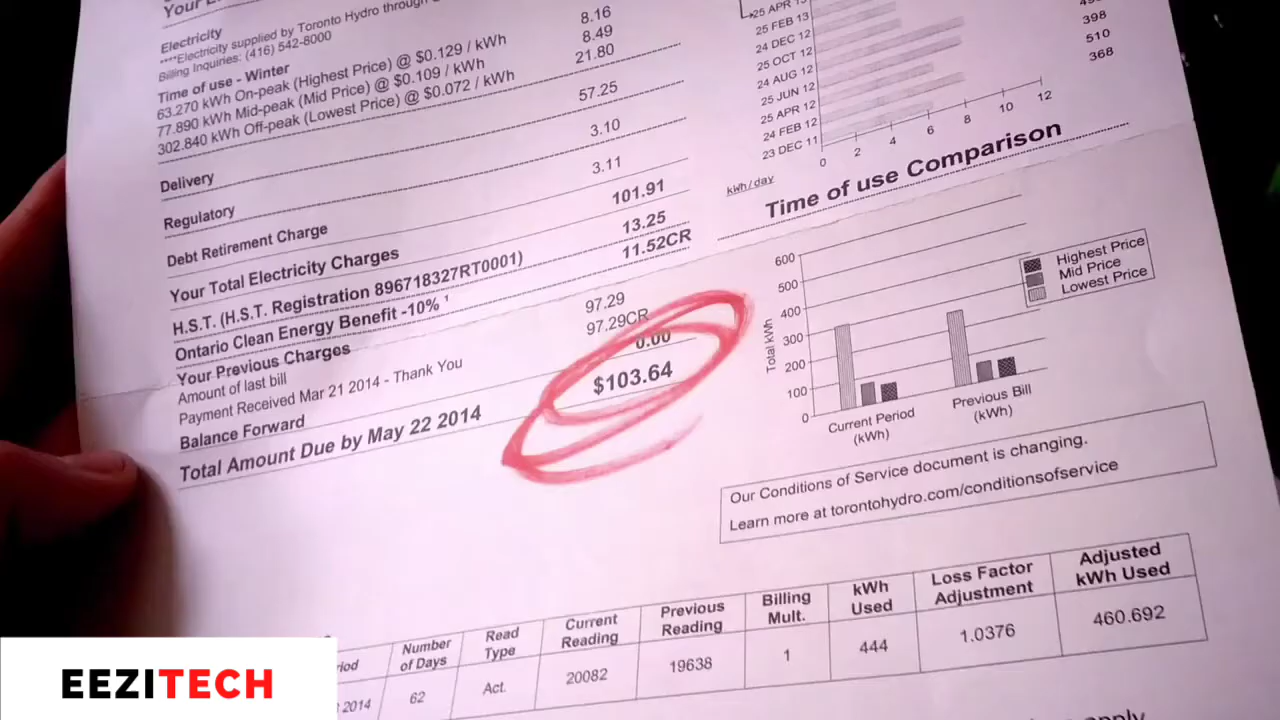 Your
Electricity
****Electricity supplied by Toronto Hydro through
Billing Inquiries: (416) 542-8000
Time of use - Winter
63.270 kWh On-peak (Highest Price) @ $0.129 / kWh 8.16
77.890 kWh Mid-peak (Mid Price) @ $0.109 / kWh 8.49
302.840 kWh Off-peak (Lowest Price) @ $0.072 / kWh 21.80
Delivery 57.25
Regulatory 3.10
Debt Retirement Charge 3.11
Your Total Electricity Charges 101.91
H.S.T. (H.S.T. Registration 896718327RT0001) 13.25
Ontario Clean Energy Benefit -10% ¹ 11.52CR
Your Previous Charges
Amount of last bill 97.29
Payment Received Mar 21 2014 - Thank You 97.29CR
Balance Forward 0.00
Total Amount Due by May 22 2014 $103.64
25 APR 13
25 FEB 13 398
24 DEC 12 510
25 OCT 12 368
24 AUG 12
25 JUN 12
25 APR 12
24 FEB 12
23 DEC 11
0 2 4 6 8 10 12
kWh/day
Time of use Comparison
600
500
400
300
200
100
0
Total kWh
Highest Price
Mid Price
Lowest Price
Current Period
(kWh)
Previous Bill
(kWh)
Our Conditions of Service document is changing.
Learn more at torontohydro.com/conditionsofservice
Number of Days Read Type Current Reading Previous Reading Billing Mult. kWh Used Loss Factor Adjustment Adjusted kWh Used
2014 62 Act. 20082 19638 1 444 1.0376 460.692
apply
EEZITECH